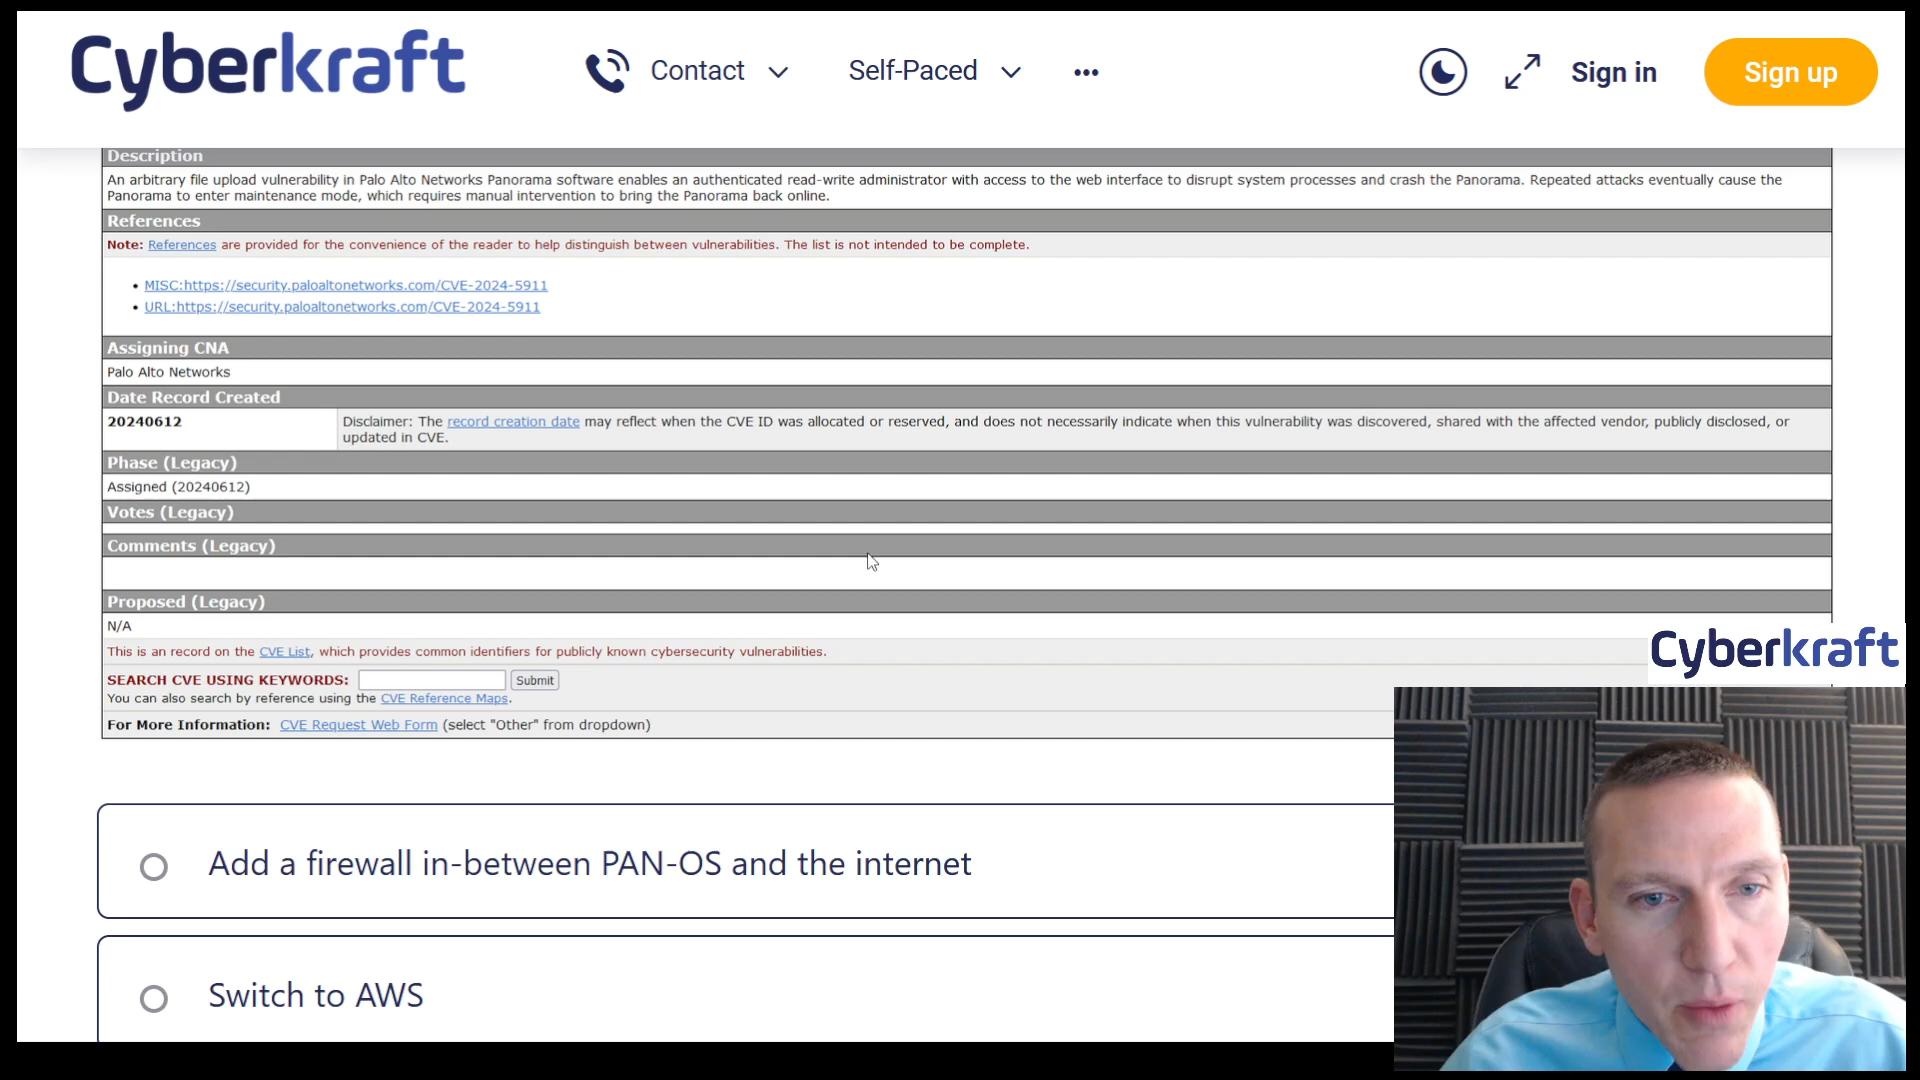 Cyberkraft
Contact
Self-Paced
•••
Sign in
Sign up
Description
An arbitrary file upload vulnerability in Palo Alto Networks Panorama software enables an authenticated read-write administrator with access to the web interface to disrupt system processes and crash the Panorama. Repeated attacks eventually cause the
Panorama to enter maintenance mode, which requires manual intervention to bring the Panorama back online.
References
Note: References are provided for the convenience of the reader to help distinguish between vulnerabilities. The list is not intended to be complete.
• MISC:https://security.paloaltonetworks.com/CVE-2024-5911
• URL:https://security.paloaltonetworks.com/CVE-2024-5911
Assigning CNA
Palo Alto Networks
Date Record Created
20240612
Disclaimer: The record creation date may reflect when the CVE ID was allocated or reserved, and does not necessarily indicate when this vulnerability was discovered, shared with the affected vendor, publicly disclosed, or
updated in CVE.
Phase (Legacy)
Assigned (20240612)
Votes (Legacy)
Comments (Legacy)
Proposed (Legacy)
N/A
This is an record on the CVE List, which provides common identifiers for publicly known cybersecurity vulnerabilities.
SEARCH CVE USING KEYWORDS:
Submit
You can also search by reference using the CVE Reference Maps.
For More Information: CVE Request Web Form (select "Other" from dropdown)
Cyberkraft
Add a firewall in-between PAN-OS and the internet
Switch to AWS